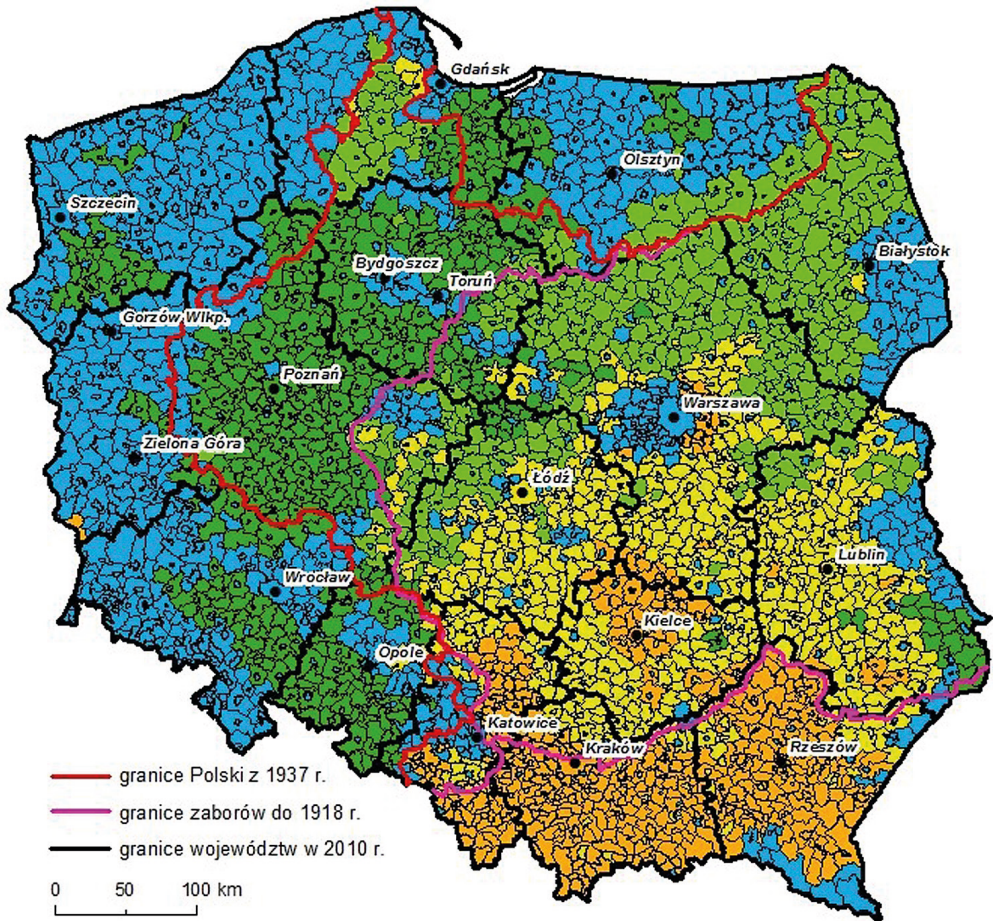 Gdańsk
Olsztyn
Szczecin
Białystok
Bydgoszcz
Toruń
Gorzów Wlkp.
Poznań
Warszawa
Zielona Góra
Łódź
Lublin
Wrocław
Kielce
Opole
Katowice
Kraków
Rzeszów
granice Polski z 1937 r.
granice zaborów do 1918 r.
granice województw w 2010 r.
0 50 100 km